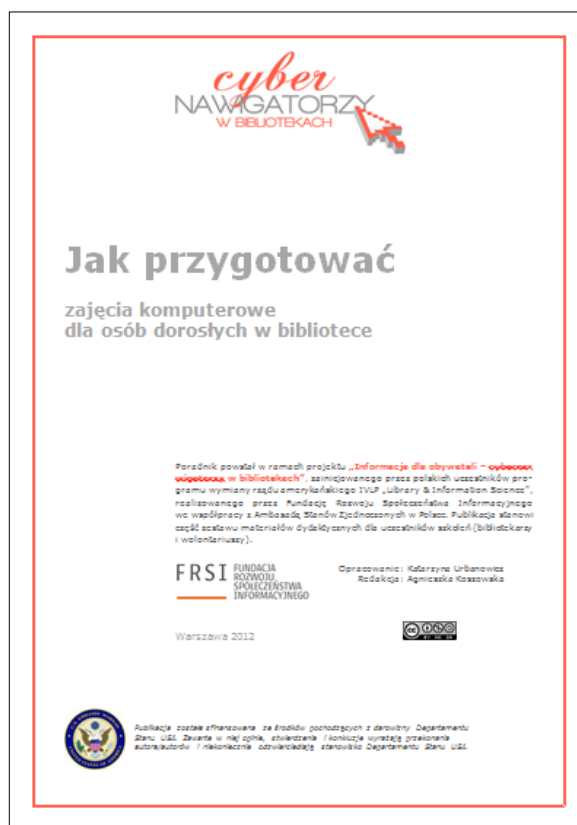 cyber
NAWIGATORZY
W BIBLIOTEKACH
Jak przygotować
zajęcia komputerowe
dla osób dorosłych w bibliotece
Poradnik powstał w ramach projektu „Informacja dla obywateli –
w bibliotekach”, zainicjowanego przez polskich uczestników pro-
gramu wymiany rządu amerykańskiego IVLP „Library & Information Science”,
realizowanego przez Fundację Rozwoju Społeczeństwa Informacyjnego
we współpracy z Ambasadą Stanów Zjednoczonych w Polsce. Publikacja stanowi
część zestawu materiałów dydaktycznych dla uczestników szkoleń (bibliotekarzy
i wolontariuszy).
FRSI FUNDACJA
ROZWOJU
SPOŁECZEŃSTWA
INFORMACYJNEGO
Opracowanie: Katarzyna Urbanowicz
Redakcja: Agnieszka Koszowska
Warszawa 2012
Publikacja została sfinansowana ze środków pochodzących z darowizny Departamentu
Stanu USA. Zawarte w niej opinie, stwierdzenia i konkluzje wyrażają przekonania
autora/autorów i niekoniecznie odzwierciedlają stanowisko Departamentu Stanu USA.